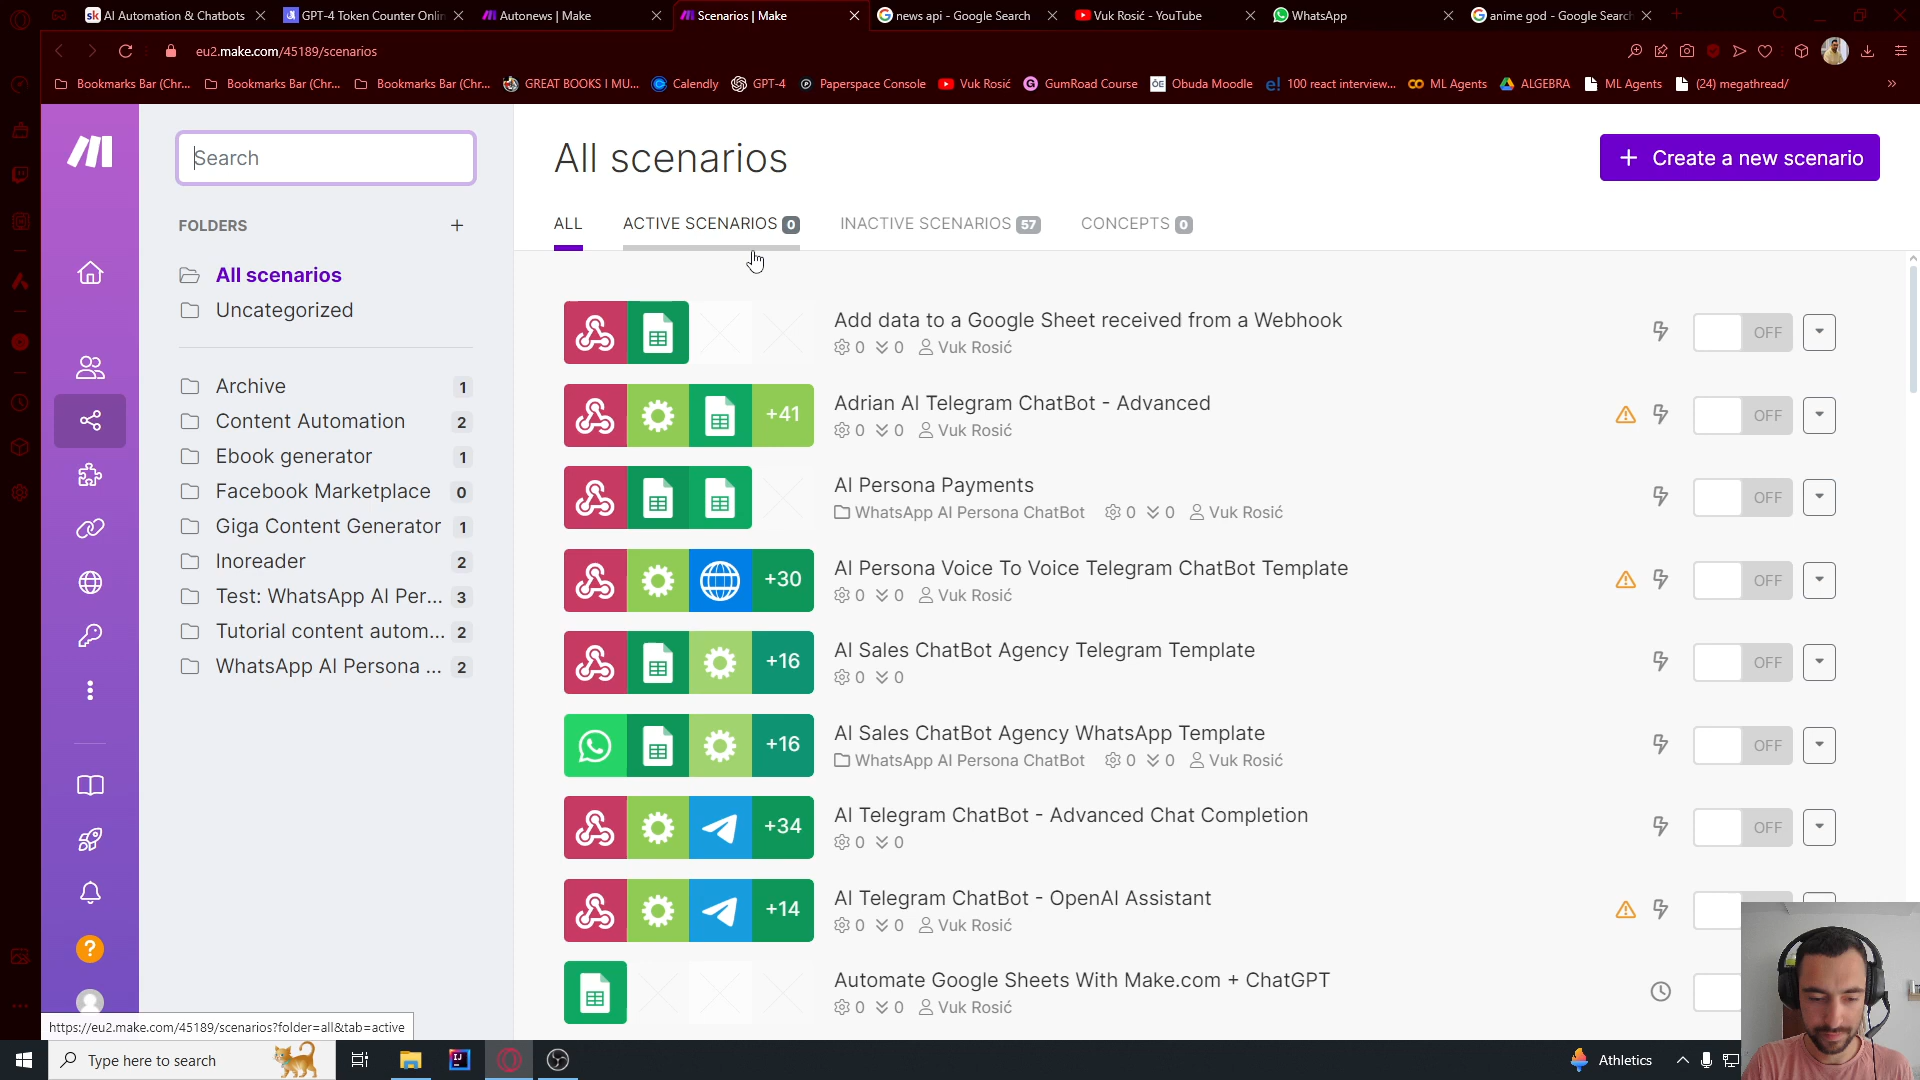 AI Automation & Chatbots
GPT-4 Token Counter Onlin
Autonews | Make
Scenarios | Make
news api - Google Search
Vuk Rosić - YouTube
WhatsApp
anime god - Google Search
eu2.make.com/45189/scenarios
Bookmarks Bar (Chr...
Bookmarks Bar (Chr...
Bookmarks Bar (Chr...
GREAT BOOKS I MU...
Calendly
GPT-4
Paperspace Console
Vuk Rosić
GumRoad Course
Obuda Moodle
100 react interview...
ML Agents
ALGEBRA
ML Agents
(24) megathread/
Search
FOLDERS
All scenarios
Uncategorized
Archive 1
Content Automation 2
Ebook generator 1
Facebook Marketplace 0
Giga Content Generator 1
Inoreader 2
Test: WhatsApp AI Per... 3
Tutorial content autom... 2
WhatsApp AI Persona ... 2
All scenarios
+ Create a new scenario
ALL
ACTIVE SCENARIOS 0
INACTIVE SCENARIOS 57
CONCEPTS 0
Add data to a Google Sheet received from a Webhook
0 0 Vuk Rosić
OFF
+41
Adrian AI Telegram ChatBot - Advanced
0 0 Vuk Rosić
OFF
AI Persona Payments
WhatsApp AI Persona ChatBot 0 0 Vuk Rosić
OFF
+30
AI Persona Voice To Voice Telegram ChatBot Template
0 0 Vuk Rosić
OFF
+16
AI Sales ChatBot Agency Telegram Template
0 0
OFF
+16
AI Sales ChatBot Agency WhatsApp Template
WhatsApp AI Persona ChatBot 0 0 Vuk Rosić
OFF
+34
AI Telegram ChatBot - Advanced Chat Completion
0 0
OFF
+14
AI Telegram ChatBot - OpenAI Assistant
0 0 Vuk Rosić
Automate Google Sheets With Make.com + ChatGPT
0 0 Vuk Rosić
https://eu2.make.com/45189/scenarios?folder=all&tab=active
Type here to search
Athletics